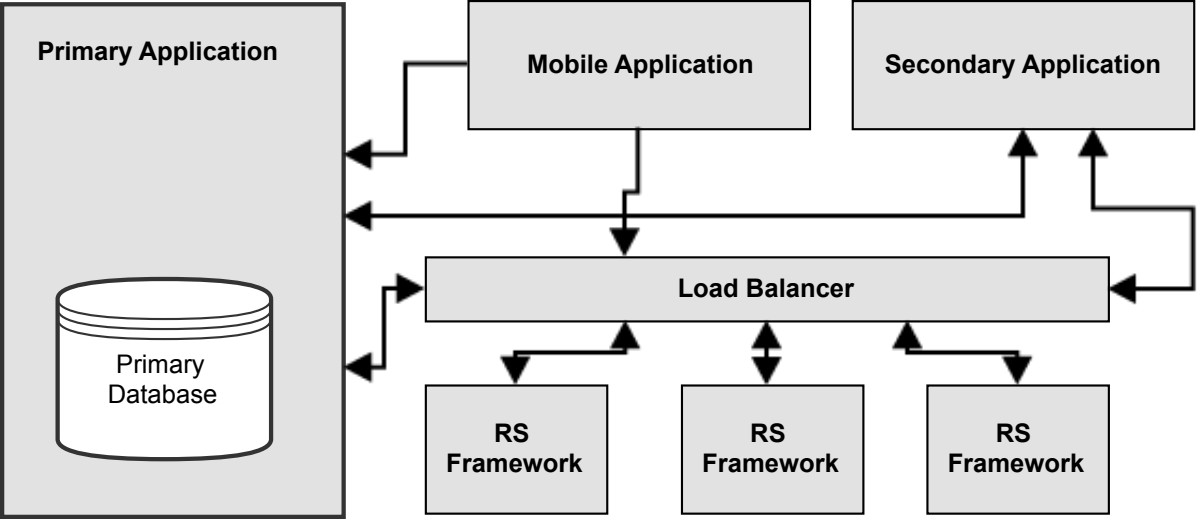 Primary Application
Mobile Application
Secondary Application
Load Balancer
Primary
Database
RS
Framework
RS
Framework
RS
Framework